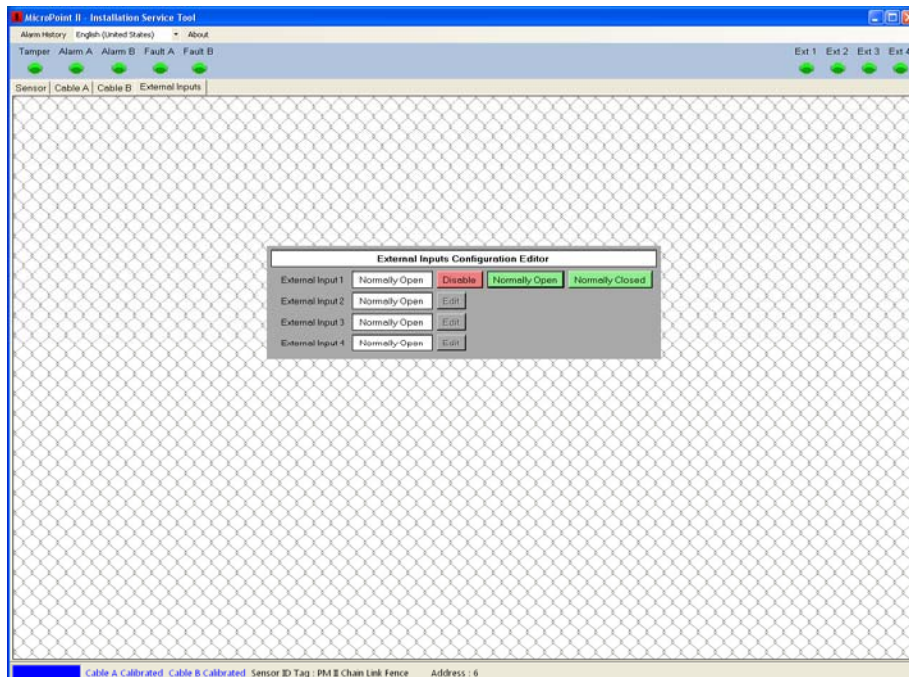 MicroPoint II - Installation Service Tool
Alarm History English (United States) About
Tamper Alarm A Alarm B Fault A Fault B Ext 1 Ext 2 Ext 3 Ext 4
Sensor Cable A Cable B External Inputs
External Inputs Configuration Editor
External Input 1 Normally Open Disable Normally Open Normally Closed
External Input 2 Normally Open Edit
External Input 3 Normally Open Edit
External Input 4 Normally Open Edit
Cable A Calibrated Cable B Calibrated Sensor ID Tag : PM II Chain Link Fence Address : 6